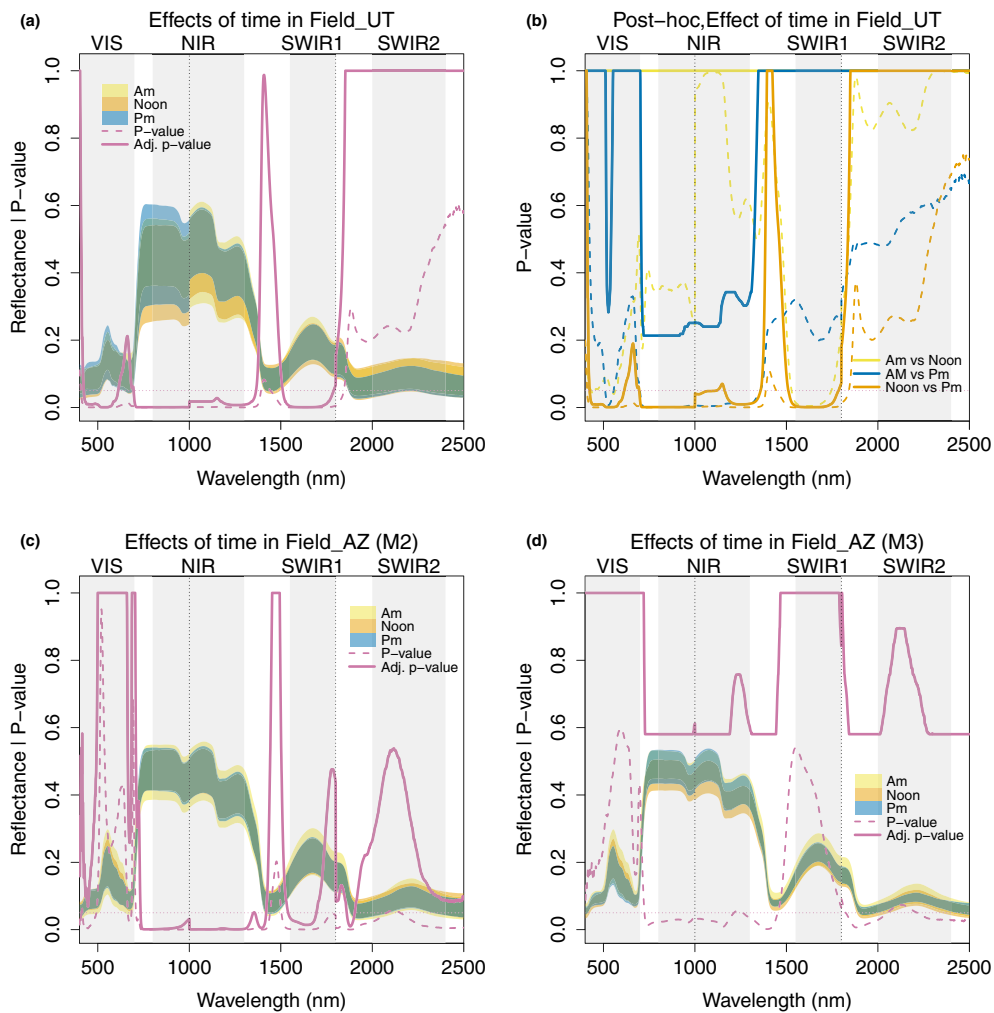 (a) Effects of time in Field_UT
VIS NIR SWIR1 SWIR2
Am
Noon
Pm
P−value
Adj. p−value
Reflectance | P−value
1.0
0.8
0.6
0.4
0.2
0.0
500 1000 1500 2000 2500
Wavelength (nm)
(b) Post−hoc,Effect of time in Field_UT
VIS NIR SWIR1 SWIR2
P−value
1.0
0.8
0.6
0.4
0.2
0.0
Am vs Noon
AM vs Pm
Noon vs Pm
500 1000 1500 2000 2500
Wavelength (nm)
(c) Effects of time in Field_AZ (M2)
VIS NIR SWIR1 SWIR2
Am
Noon
Pm
P−value
Adj. p−value
Reflectance | P−value
1.0
0.8
0.6
0.4
0.2
0.0
500 1000 1500 2000 2500
Wavelength (nm)
(d) Effects of time in Field_AZ (M3)
VIS NIR SWIR1 SWIR2
Reflectance | P−value
1.0
0.8
0.6
0.4
0.2
0.0
Am
Noon
Pm
P−value
Adj. p−value
500 1000 1500 2000 2500
Wavelength (nm)